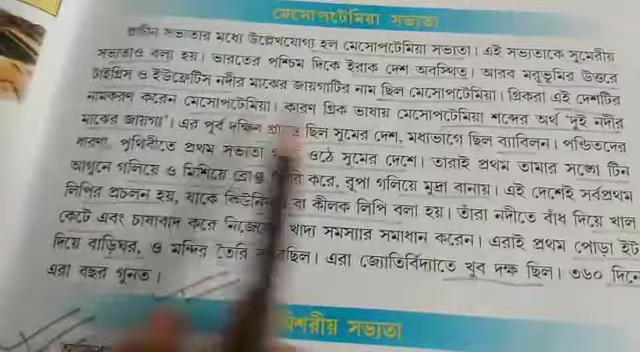 মেসোপটেমিয়া সভ্যতা
প্রাচীন সভ্যতার মধ্যে উল্লেখযোগ্য হল মেসোপটেমিয়া সভ্যতা। এই সভ্যতাকে সুমেরীয়
সভ্যতাও বলা হয়। ভারতের পশ্চিম দিকে ইরাক দেশ অবস্থিত। আরব মরুভূমির উত্তরে
টাইগ্রিস ও ইউফ্রেটিস নদীর মাঝের জায়গাটির নাম ছিল মেসোপটেমিয়া। গ্রিকরা এই দেশটির
নামকরণ করেন মেসোপটেমিয়া। কারণ গ্রিক ভাষায় মেসোপটেমিয়া শব্দের অর্থ 'দুই নদীর
মাঝের জায়গা'। এর পূর্ব দক্ষিন ছিল সুমের দেশ, মধ্যভাগে ছিল ব্যাবিলন। পণ্ডিতদের
ধারণা, পৃথিবীতে প্রথম সভ্যতা ওঠে সুমের দেশে। তারাই প্রথম তামার সঙ্গে টিন
আগুনে গলিয়ে ও মিশিয়ে করে, রুপা গলিয়ে মুদ্রা বানায়। এই দেশেই সর্বপ্রথম
লিপির প্রচলন হয়, যাকে বা কীলক লিপি বলা হয়। তাঁরা নদীতে বাঁধ দিয়ে খাল
কেটে এবং চাষাবাদ করে খাদ্য সমস্যার সমাধান করেন। এরাই প্রথম পোড়া ইট
দিয়ে বাড়িঘর, ও মন্দির তৈরি ছিল। এরা জ্যোতির্বিদ্যাতে খুব দক্ষ ছিল। ৩৬০ দিনে
এরা বছর গুনত।
মিশরীয় সভ্যতা